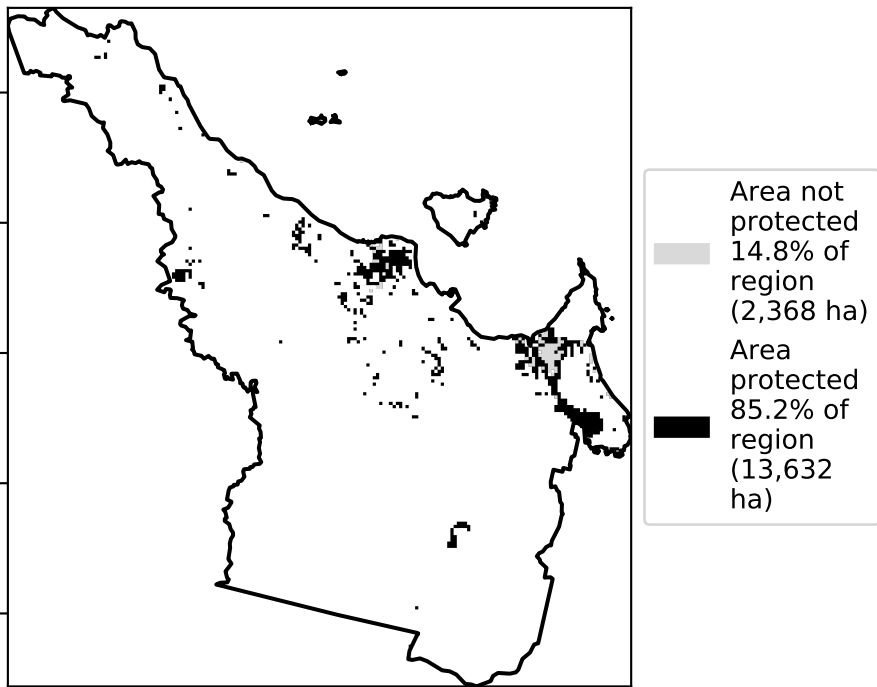 Area not
protected
14.8% of
region
(2,368 ha)
Area
protected
85.2% of
region
(13,632
ha)